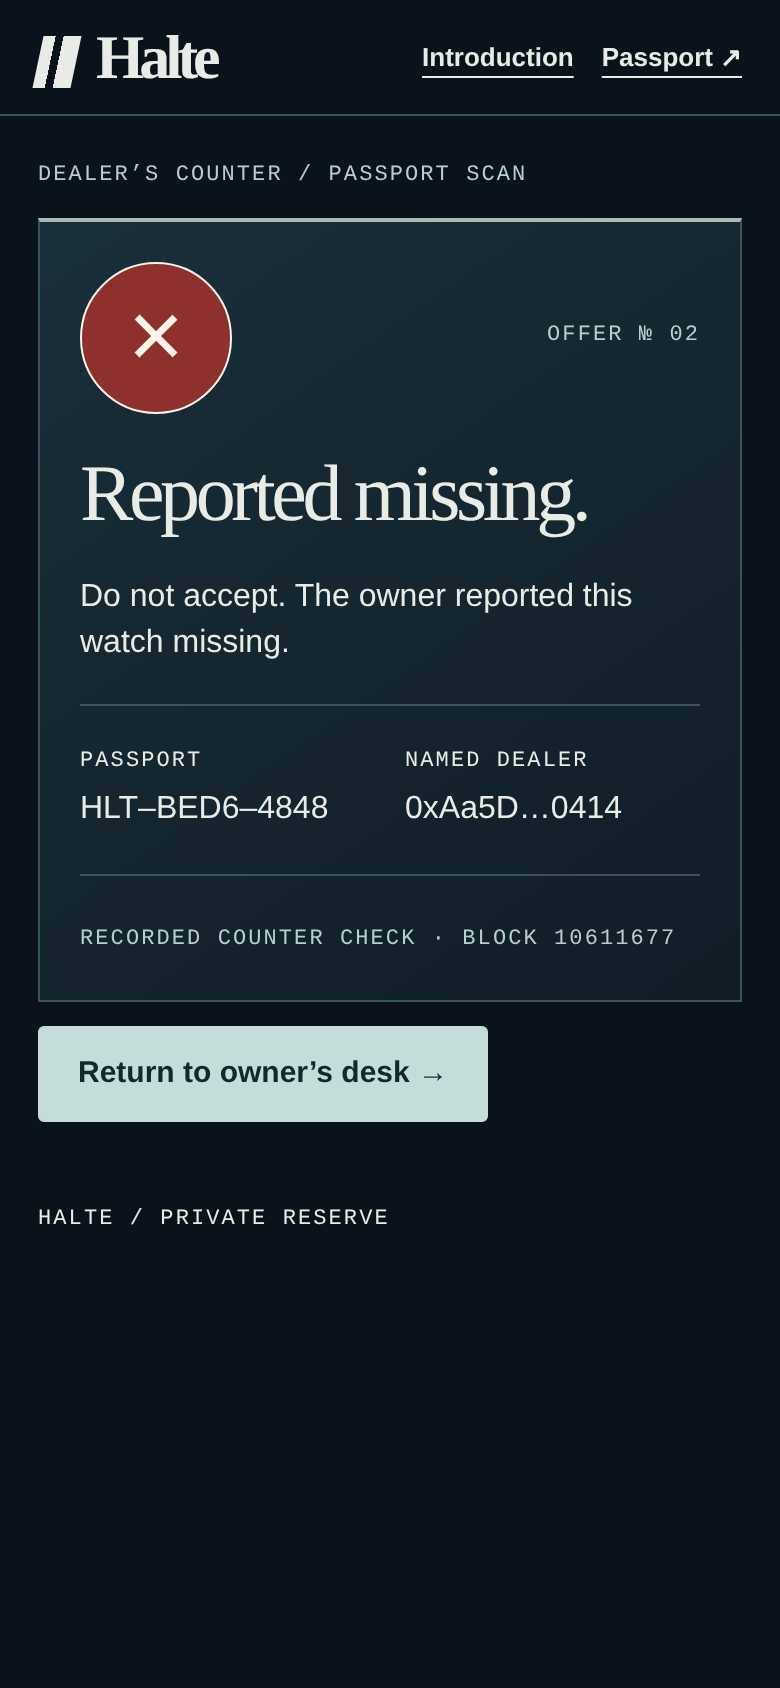 Halte
Introduction Passport ↗
DEALER’S COUNTER / PASSPORT SCAN
✕
OFFER № 02
Reported missing.
Do not accept. The owner reported this
watch missing.
PASSPORT NAMED DEALER
HLT–BED6–4848 0xAa5D…0414
RECORDED COUNTER CHECK · BLOCK 10611677
Return to owner’s desk →
HALTE / PRIVATE RESERVE